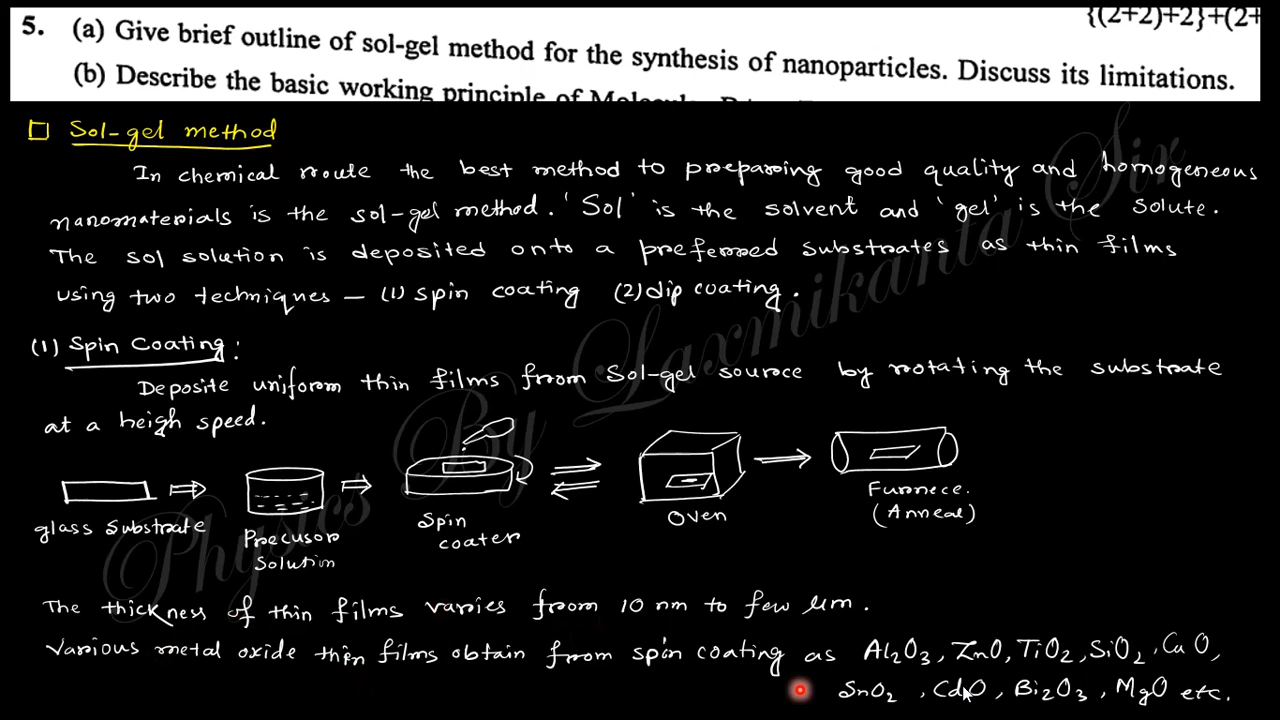 {(2+2)+2}+(2+
5. (a) Give brief outline of sol-gel method for the synthesis of nanoparticles. Discuss its limitations.
(b) Describe the basic working principle of
Sol-gel method
In chemical route the best method to preparing good quality and homogeneous
nanomaterials is the sol-gel method. 'Sol' is the solvent and 'gel' is the solute.
The sol solution is deposited onto a preferred substrates as thin films
using two techniques – (1) spin coating (2) dip coating.
(1) Spin Coating:
Deposite uniform thin films from Sol-gel source by rotating the substrate
at a heigh speed.
glass substrate
Precusor
Solution
Spin
coater
Oven
Furnece.
(Anneal)
The thickness of thin films varies from 10 nm to few μm.
Various metal oxide thin films obtain from spin coating as Al₂O₃, ZnO, TiO₂, SiO₂, CuO,
SnO₂, CdO, Bi₂O₃, MgO etc.
Physics By Laxmikanta Sir